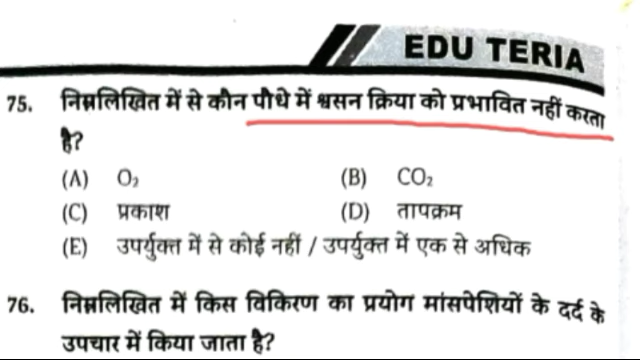 EDU TERIA
75. निम्नलिखित में से कौन पौधे में श्वसन क्रिया को प्रभावित नहीं करता
है?
(A) O₂ (B) CO₂
(C) प्रकाश (D) तापक्रम
(E) उपर्युक्त में से कोई नहीं / उपर्युक्त में एक से अधिक
76. निम्नलिखित में किस विकिरण का प्रयोग मांसपेशियों के दर्द के
उपचार में किया जाता है?